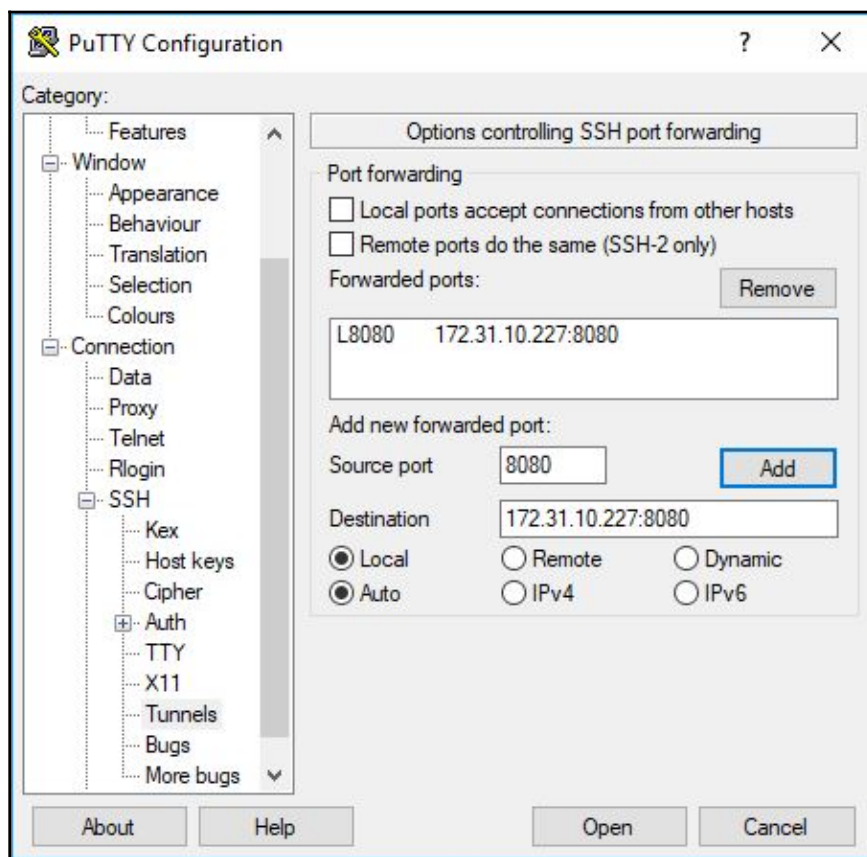 PuTTY Configuration
?
Category:
Features
Window
Appearance
Behaviour
Translation
Selection
Colours
Connection
Data
Proxy
Telnet
Rlogin
SSH
Kex
Host keys
Cipher
Auth
TTY
X11
Tunnels
Bugs
More bugs
Options controlling SSH port forwarding
Port forwarding
Local ports accept connections from other hosts
Remote ports do the same (SSH-2 only)
Forwarded ports:
Remove
L8080 172.31.10.227:8080
Add new forwarded port:
Source port 8080 Add
Destination 172.31.10.227:8080
Local Remote Dynamic
Auto IPv4 IPv6
About Help Open Cancel